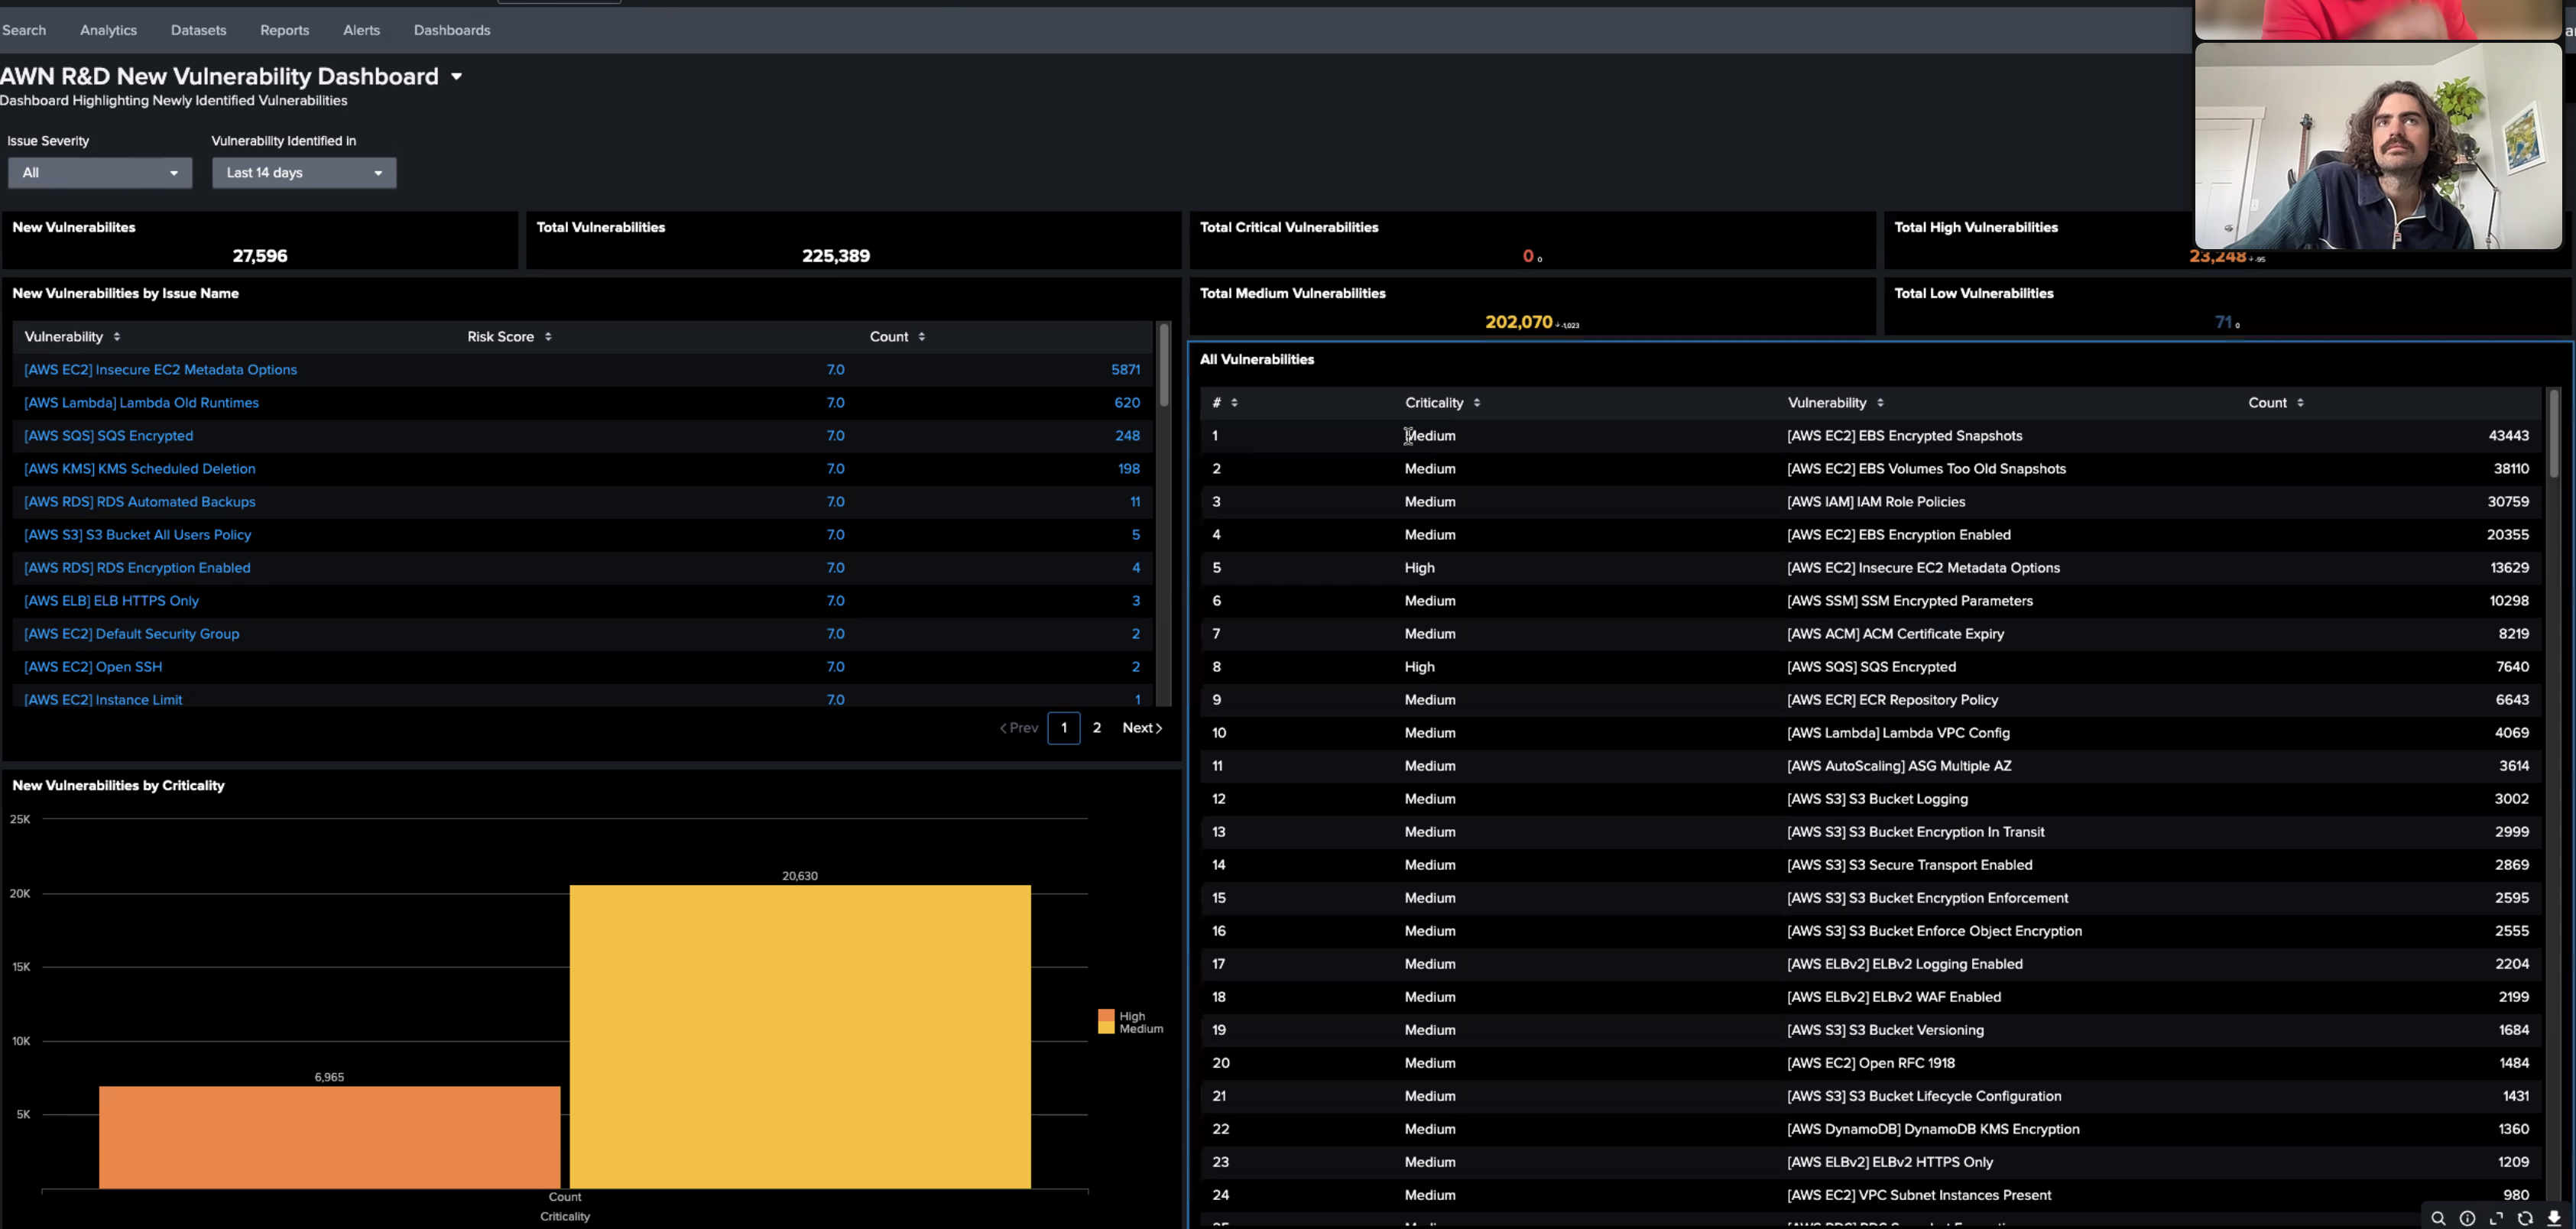 Search Analytics Datasets Reports Alerts Dashboards
AWN R&D New Vulnerability Dashboard
Dashboard Highlighting Newly Identified Vulnerabilities
Issue Severity
All
Vulnerability Identified in
Last 14 days
New Vulnerabilites
27,596
Total Vulnerabilities
225,389
Total Critical Vulnerabilities
0 0
Total High Vulnerabilities
23,248 -95
Total Medium Vulnerabilities
202,070 -1,023
Total Low Vulnerabilities
71 0
New Vulnerabilities by Issue Name
Vulnerability Risk Score Count
[AWS EC2] Insecure EC2 Metadata Options 7.0 5871
[AWS Lambda] Lambda Old Runtimes 7.0 620
[AWS SQS] SQS Encrypted 7.0 248
[AWS KMS] KMS Scheduled Deletion 7.0 198
[AWS RDS] RDS Automated Backups 7.0 11
[AWS S3] S3 Bucket All Users Policy 7.0 5
[AWS RDS] RDS Encryption Enabled 7.0 4
[AWS ELB] ELB HTTPS Only 7.0 3
[AWS EC2] Default Security Group 7.0 2
[AWS EC2] Open SSH 7.0 2
[AWS EC2] Instance Limit 7.0 1
Prev 1 2 Next
New Vulnerabilities by Criticality
25K
20K
15K
10K
5K
20,630
6,965
High
Medium
Count
Criticality
All Vulnerabilities
# Criticality Vulnerability Count
1 Medium [AWS EC2] EBS Encrypted Snapshots 43443
2 Medium [AWS EC2] EBS Volumes Too Old Snapshots 38110
3 Medium [AWS IAM] IAM Role Policies 30759
4 Medium [AWS EC2] EBS Encryption Enabled 20355
5 High [AWS EC2] Insecure EC2 Metadata Options 13629
6 Medium [AWS SSM] SSM Encrypted Parameters 10298
7 Medium [AWS ACM] ACM Certificate Expiry 8219
8 High [AWS SQS] SQS Encrypted 7640
9 Medium [AWS ECR] ECR Repository Policy 6643
10 Medium [AWS Lambda] Lambda VPC Config 4069
11 Medium [AWS AutoScaling] ASG Multiple AZ 3614
12 Medium [AWS S3] S3 Bucket Logging 3002
13 Medium [AWS S3] S3 Bucket Encryption In Transit 2999
14 Medium [AWS S3] S3 Secure Transport Enabled 2869
15 Medium [AWS S3] S3 Bucket Encryption Enforcement 2595
16 Medium [AWS S3] S3 Bucket Enforce Object Encryption 2555
17 Medium [AWS ELBv2] ELBv2 Logging Enabled 2204
18 Medium [AWS ELBv2] ELBv2 WAF Enabled 2199
19 Medium [AWS S3] S3 Bucket Versioning 1684
20 Medium [AWS EC2] Open RFC 1918 1484
21 Medium [AWS S3] S3 Bucket Lifecycle Configuration 1431
22 Medium [AWS DynamoDB] DynamoDB KMS Encryption 1360
23 Medium [AWS ELBv2] ELBv2 HTTPS Only 1209
24 Medium [AWS EC2] VPC Subnet Instances Present 980